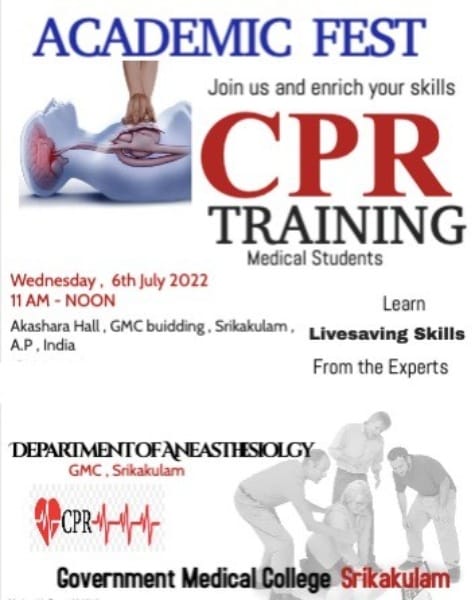 ACADEMIC FEST
Join us and enrich your skills
CPR
TRAINING
Medical Students
Wednesday , 6th July 2022
11 AM - NOON
Akashara Hall , GMC buidding , Srikakulam ,
A.P , India
Learn
Livesaving Skills
From the Experts
DEPARTMENT OF ANEASTHESIOLGY
GMC , Srikakulam
CPR
Government Medical College Srikakulam